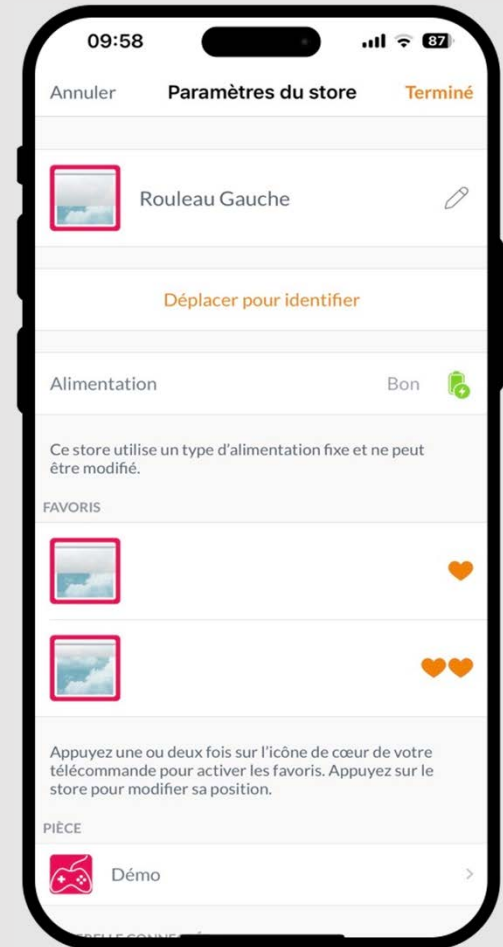 09:58
87
Annuler Paramètres du store Terminé
Rouleau Gauche
Déplacer pour identifier
Alimentation Bon
Ce store utilise un type d'alimentation fixe et ne peut
être modifié.
FAVORIS
Appuyez une ou deux fois sur l'icône de cœur de votre
télécommande pour activer les favoris. Appuyez sur le
store pour modifier sa position.
PIÈCE
Démo